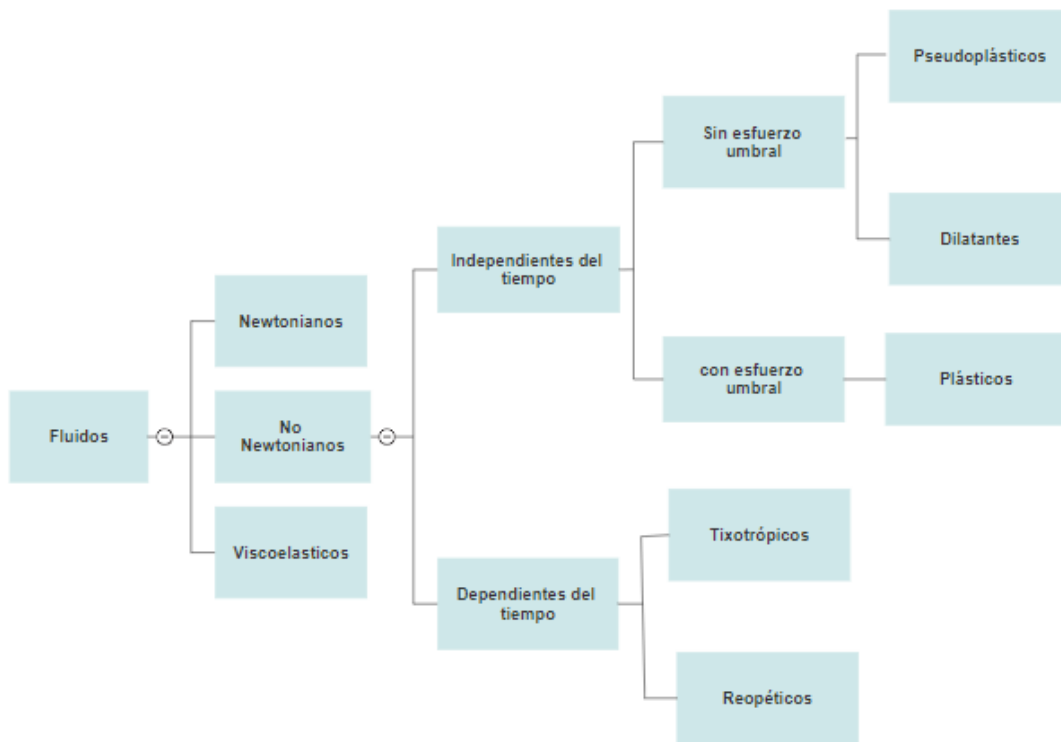 Pseudoplásticos
Sin esfuerzo
umbral
Dilatantes
Independientes del
tiempo
Newtonianos
con esfuerzo
umbral
Plásticos
Fluidos
No
Newtonianos
Tixotrópicos
Viscoelasticos
Dependientes del
tiempo
Reopéticos